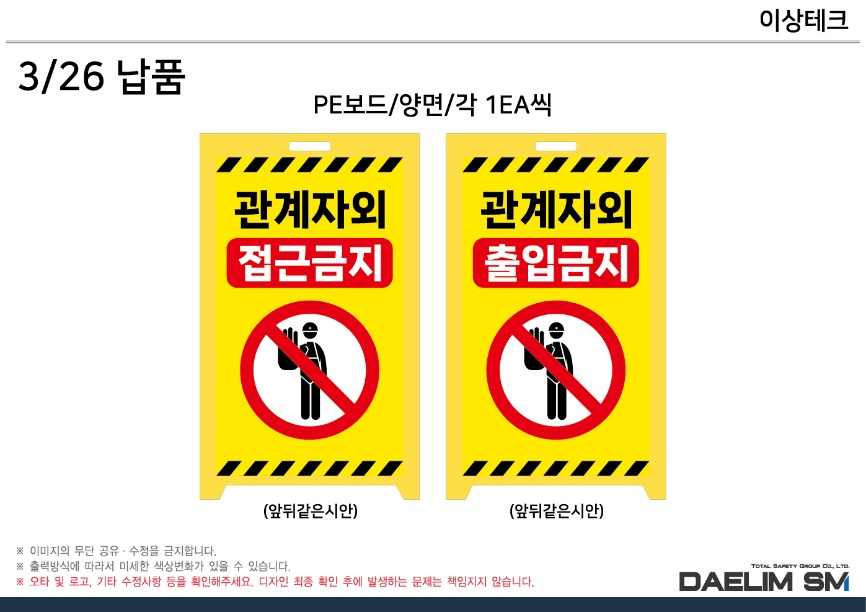 이상테크
3/26 납품
PE보드/양면/각 1EA씩
관계자외
접근금지
(앞뒤같은시안)
관계자외
출입금지
(앞뒤같은시안)
※ 이미지의 무단 공유 · 수정을 금지합니다.
※ 출력방식에 따라서 미세한 색상변화가 있을 수 있습니다.
※ 오타 및 로고, 기타 수정사항 등을 확인해주세요. 디자인 최종 확인 후에 발생하는 문제는 책임지지 않습니다.
TOTAL SAFETY GROUP CO., LTD.
DAELIM SM